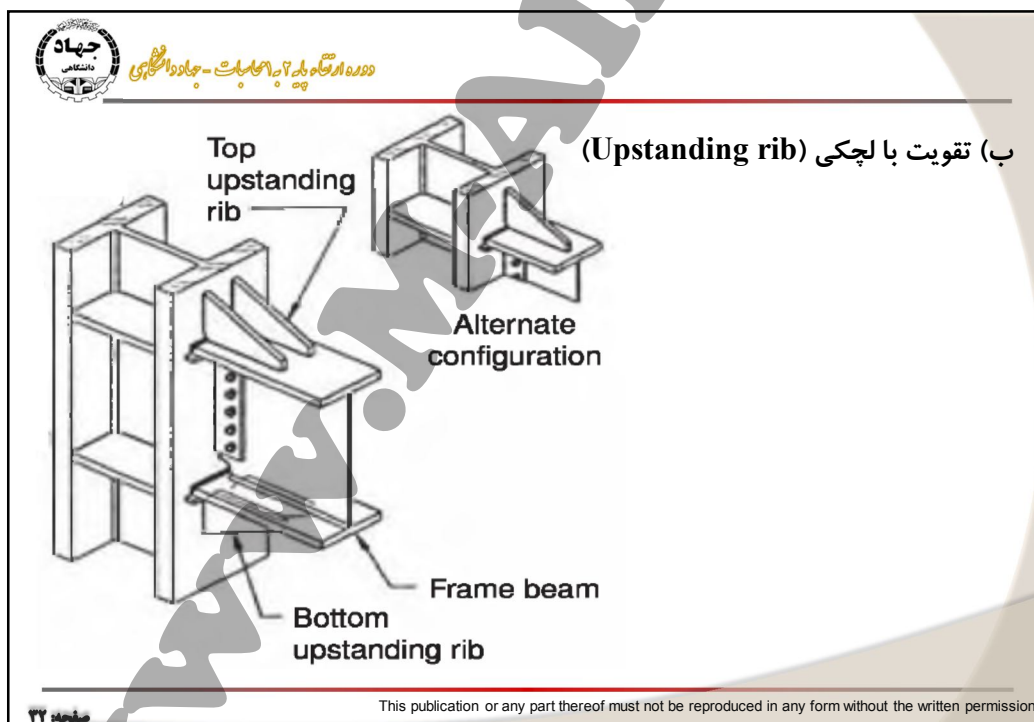 جهاد
دانشگاهی
دوره ارتقاء پایه ۲ به ۱ محاسبات - جهاد دانشگاهی
ب) تقویت با لچکی (Upstanding rib)
Top
upstanding
rib
Alternate
configuration
Frame beam
Bottom
upstanding rib
This publication or any part thereof must not be reproduced in any form without the written permission
صفحه: ۳۲